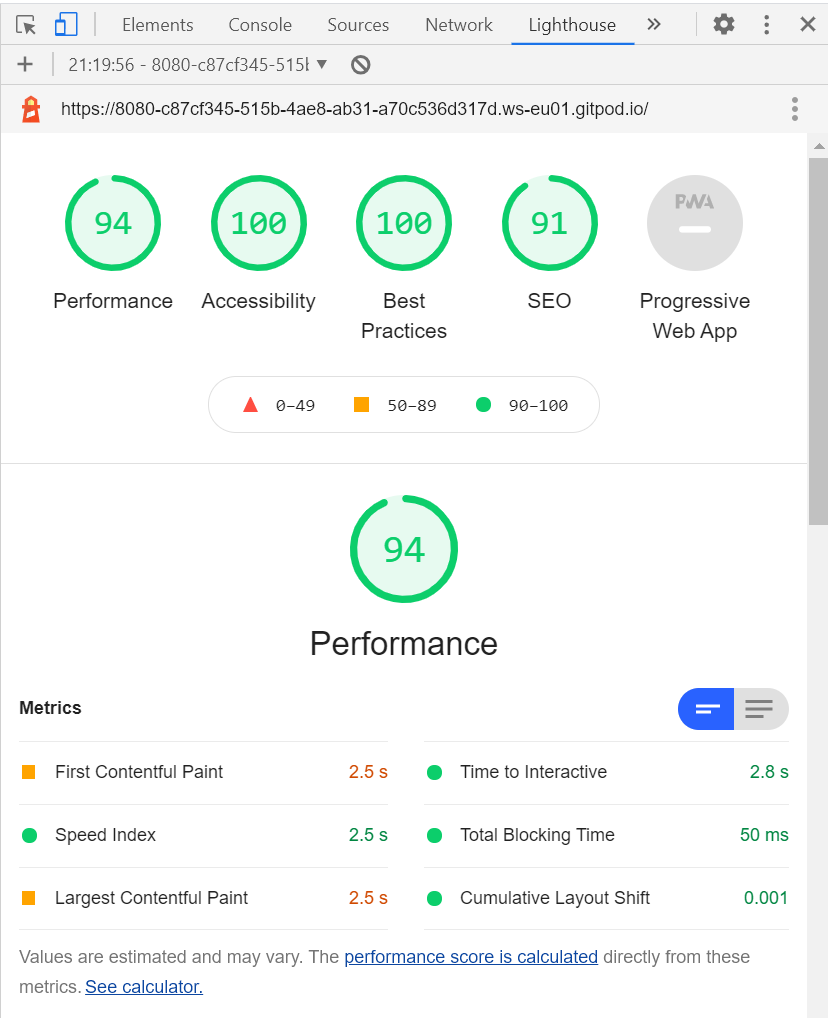 Elements Console Sources Network Lighthouse »
21:19:56 - 8080-c87cf345-515b
https://8080-c87cf345-515b-4ae8-ab31-a70c536d317d.ws-eu01.gitpod.io/
94 100 100 91 PWA
Performance Accessibility Best Practices SEO Progressive Web App
0–49 50–89 90–100
94
Performance
Metrics
First Contentful Paint 2.5 s Time to Interactive 2.8 s
Speed Index 2.5 s Total Blocking Time 50 ms
Largest Contentful Paint 2.5 s Cumulative Layout Shift 0.001
Values are estimated and may vary. The performance score is calculated directly from these
metrics. See calculator.